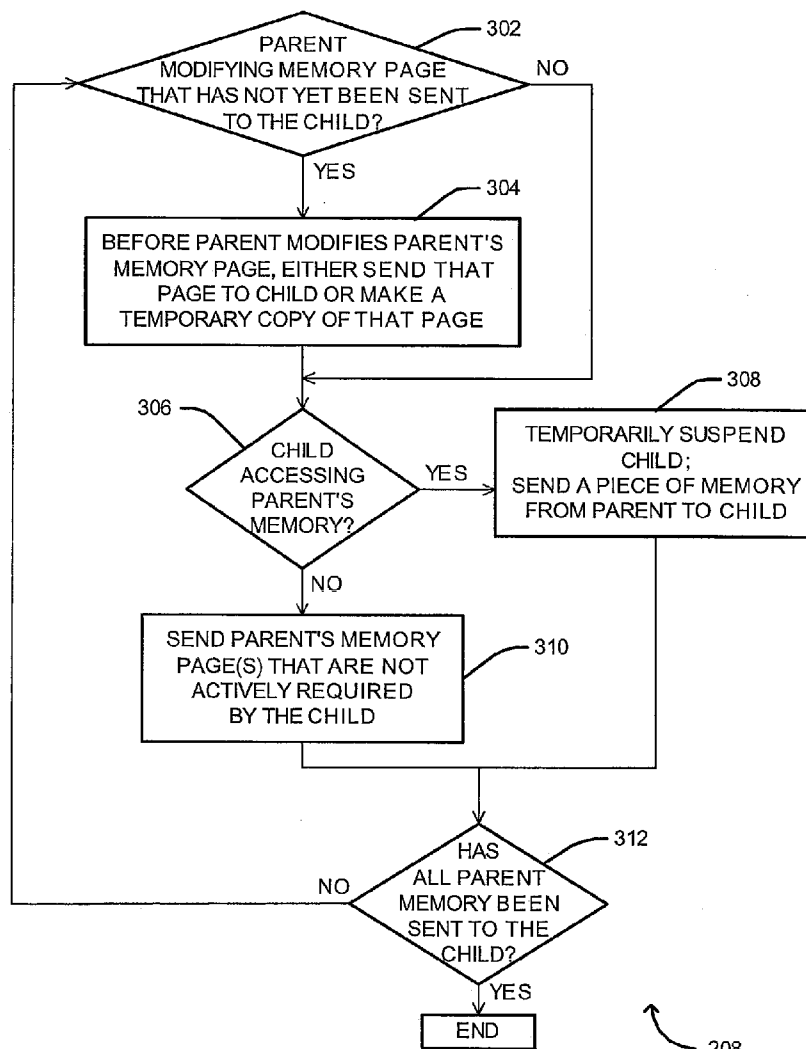 302
PARENT
MODIFYING MEMORY PAGE
THAT HAS NOT YET BEEN SENT
TO THE CHILD?
NO
YES
304
BEFORE PARENT MODIFIES PARENT'S
MEMORY PAGE, EITHER SEND THAT
PAGE TO CHILD OR MAKE A
TEMPORARY COPY OF THAT PAGE
306
CHILD
ACCESSING
PARENT'S
MEMORY?
YES
308
TEMPORARILY SUSPEND
CHILD;
SEND A PIECE OF MEMORY
FROM PARENT TO CHILD
NO
SEND PARENT'S MEMORY
PAGE(S) THAT ARE NOT
ACTIVELY REQUIRED
BY THE CHILD
310
312
HAS
ALL PARENT
MEMORY BEEN
SENT TO THE
CHILD?
NO
YES
END